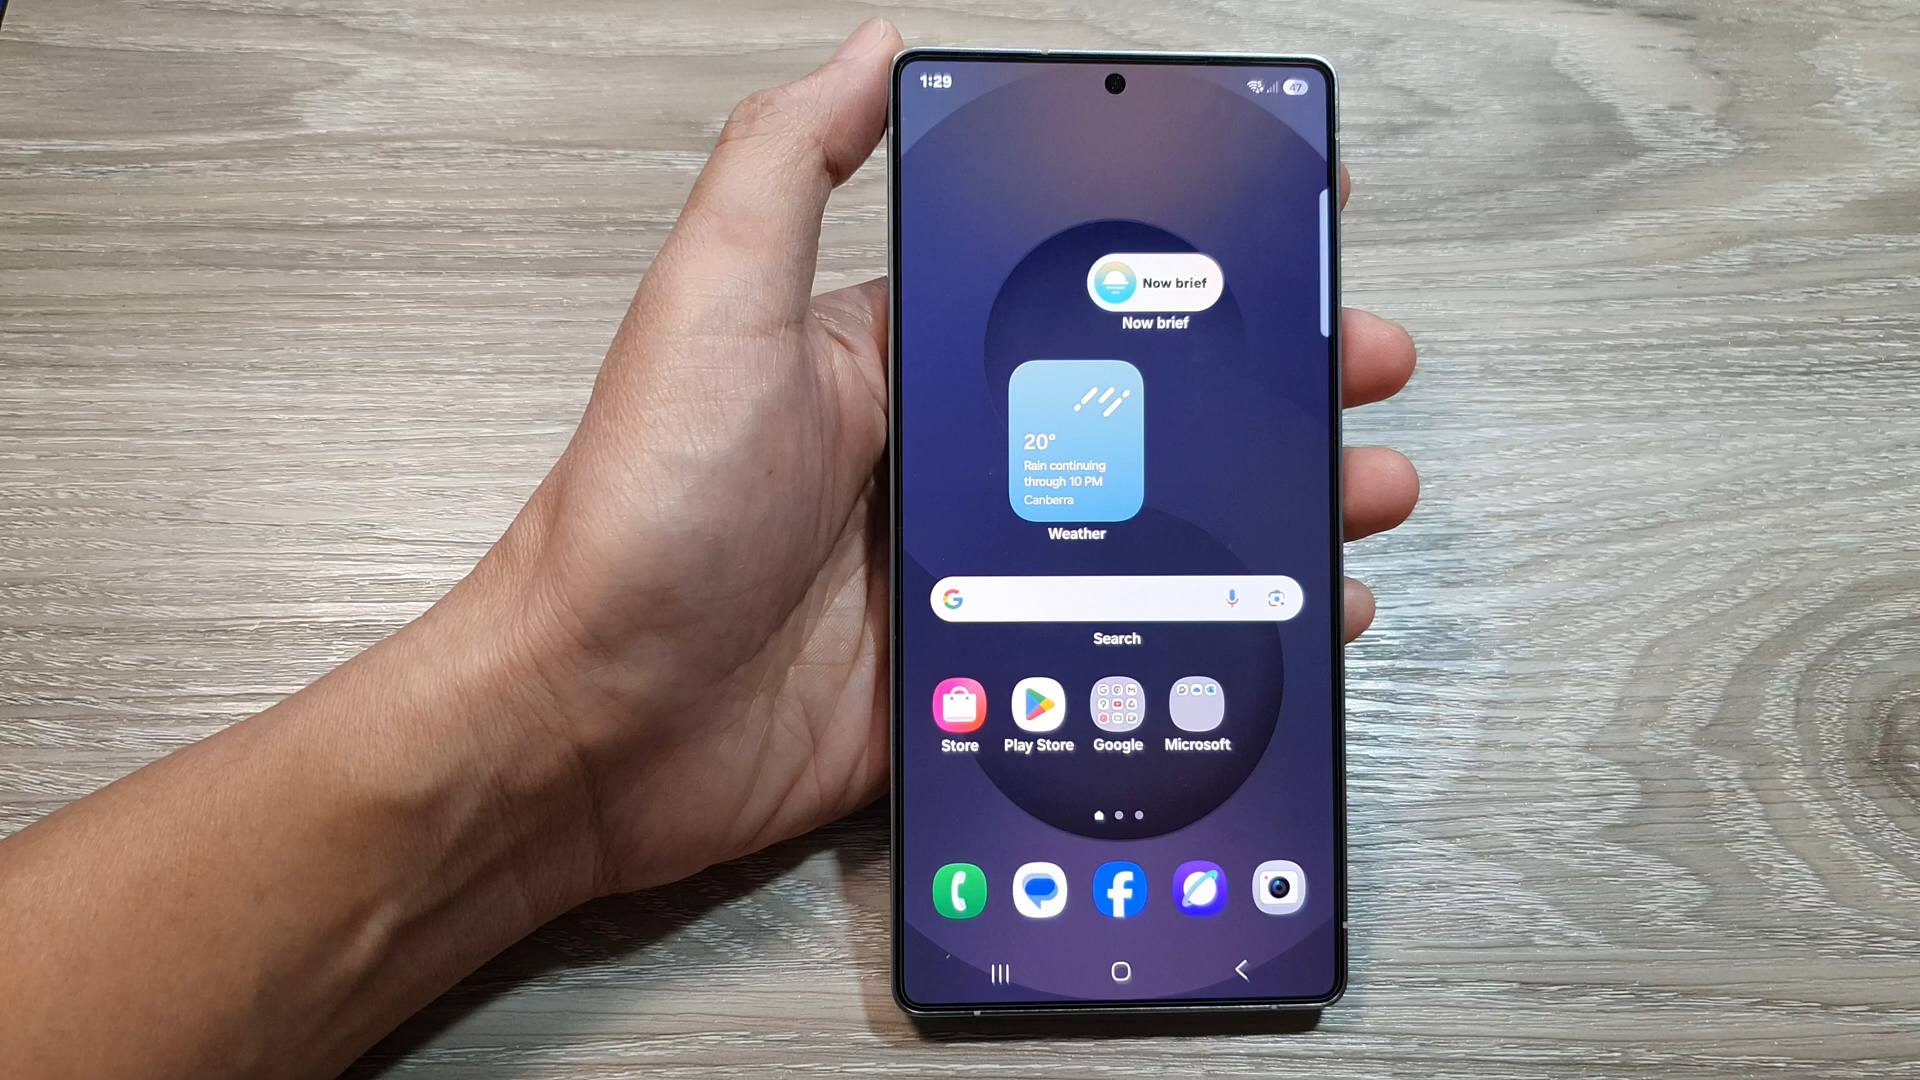 1:29
47
Now brief
Now brief
20°
Rain continuing
through 10 PM
Canberra
Weather
Search
Store
Play Store
Google
Microsoft